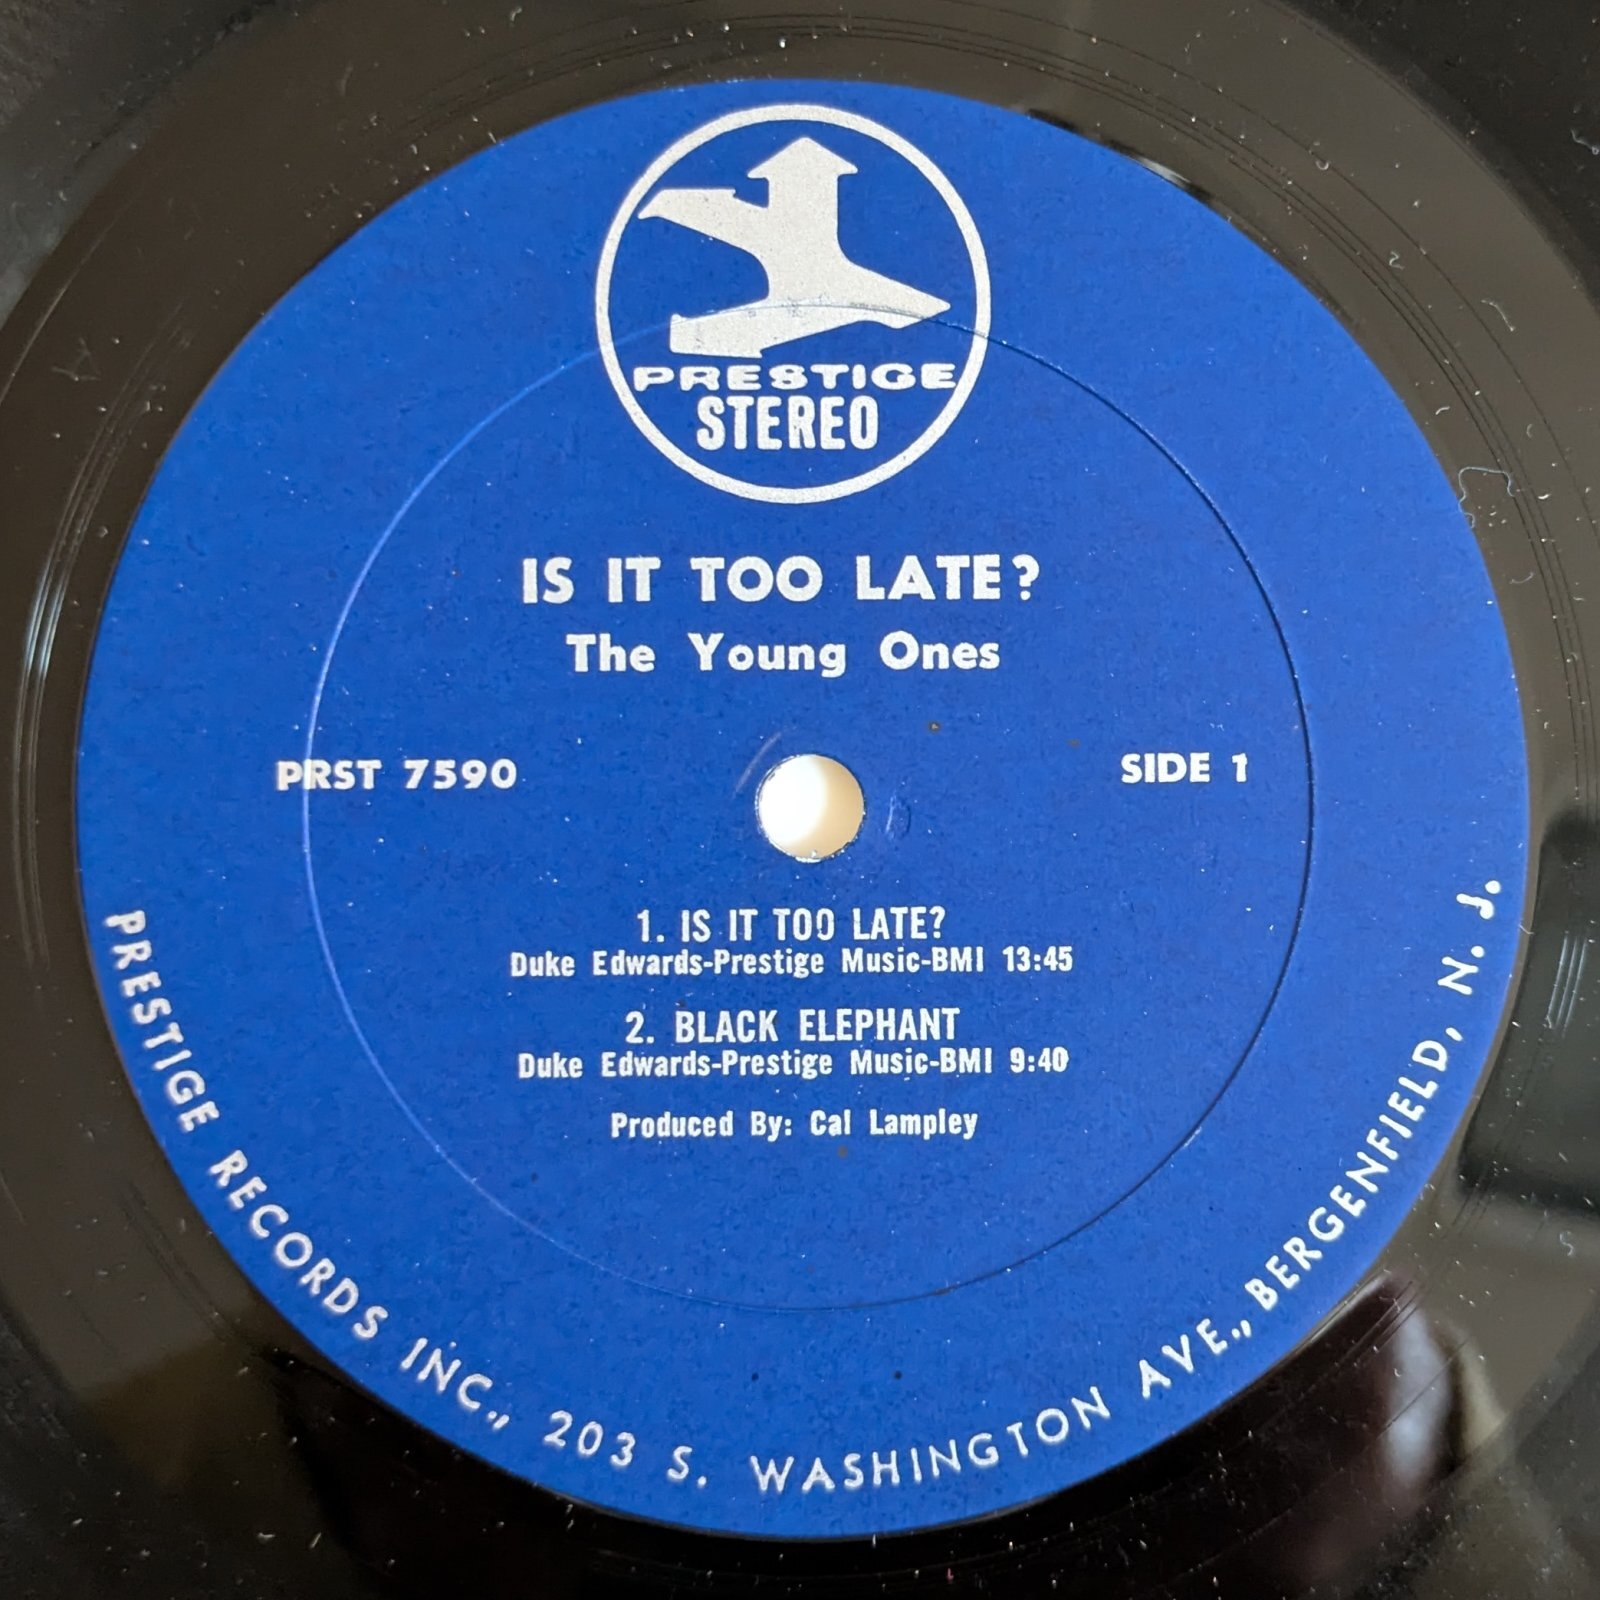 PRESTIGE
STEREO
IS IT TOO LATE?
The Young Ones
PRST 7590
SIDE 1
1. IS IT TOO LATE?
Duke Edwards-Prestige Music-BMI 13:45
2. BLACK ELEPHANT
Duke Edwards-Prestige Music-BMI 9:40
Produced By: Cal Lampley
PRESTIGE RECORDS INC., 203 S. WASHINGTON AVE., BERGENFIELD, N. J.